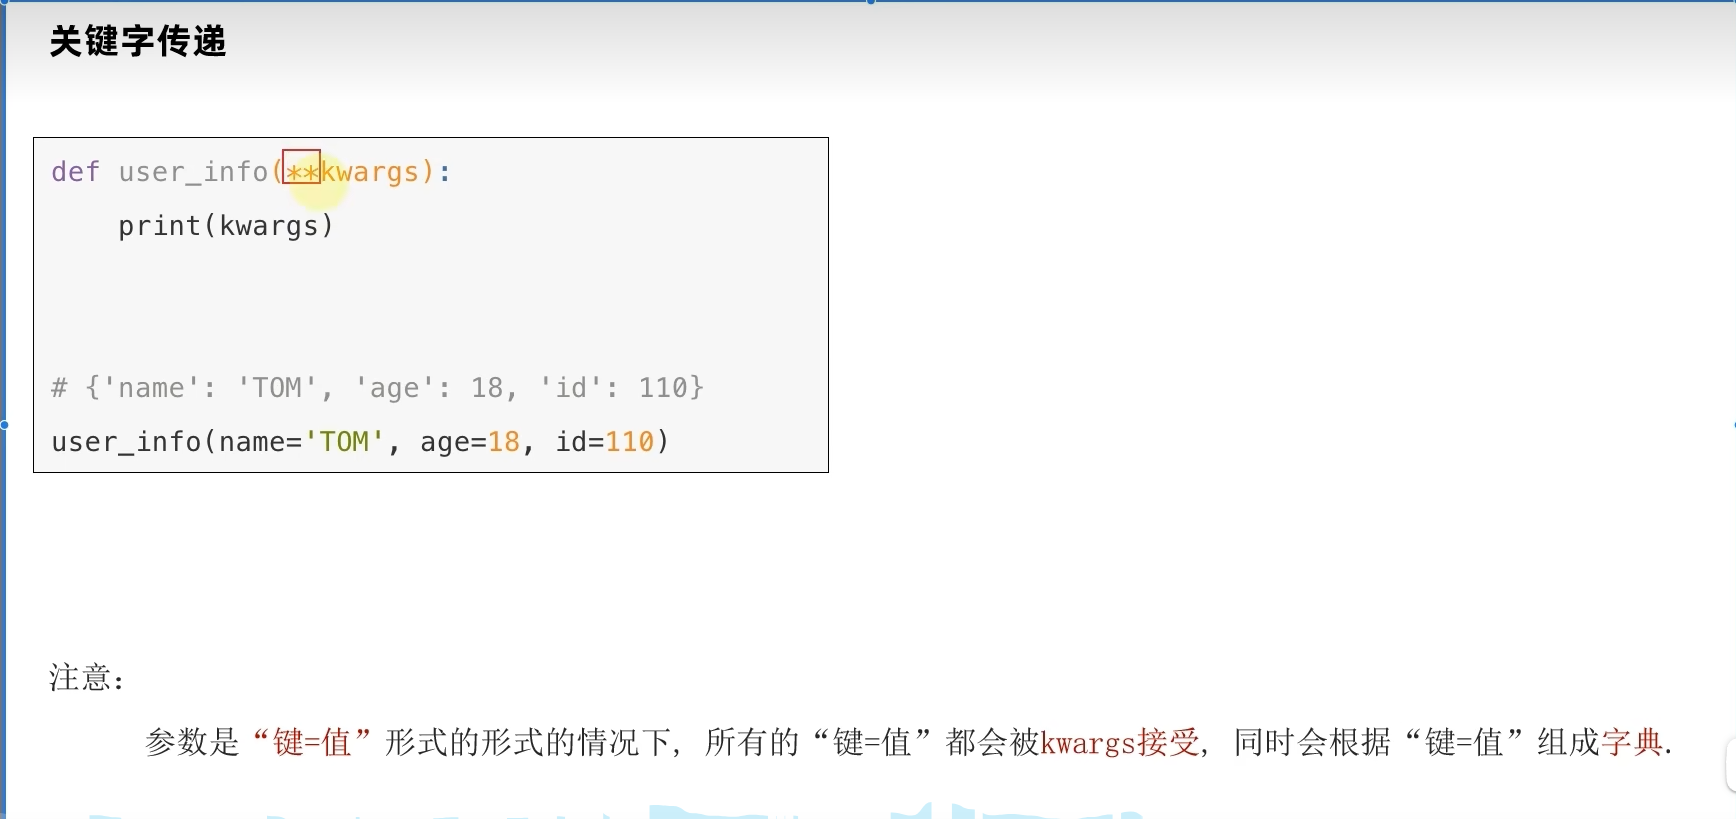 关键字传递
def user_info(**kwargs):
    print(kwargs)
# {'name': 'TOM', 'age': 18, 'id': 110}
user_info(name='TOM', age=18, id=110)
注意：
参数是“键=值”形式的形式的情况下, 所有的“键=值”都会被kwargs接受, 同时会根据“键=值”组成字典.